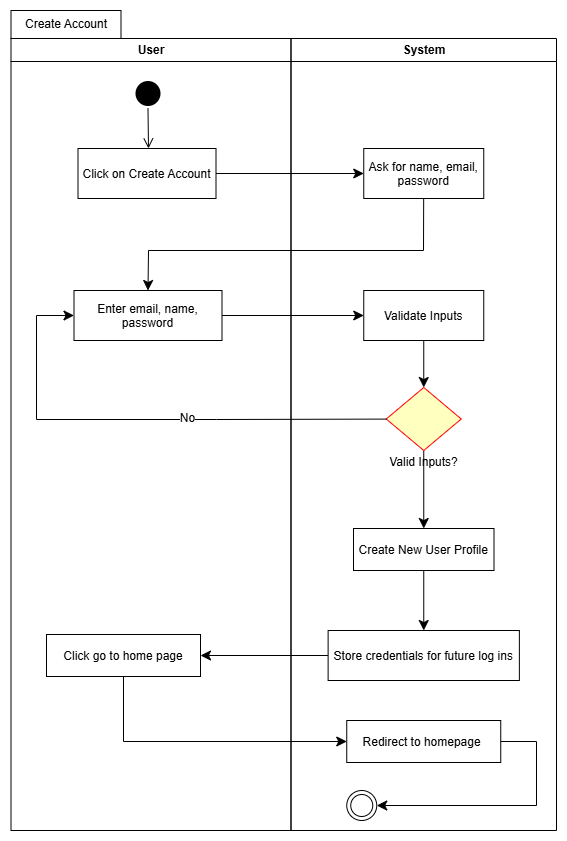 Create Account
User
System
Click on Create Account
Ask for name, email,
password
Enter email, name,
password
Validate Inputs
No
Valid Inputs?
Create New User Profile
Click go to home page
Store credentials for future log ins
Redirect to homepage